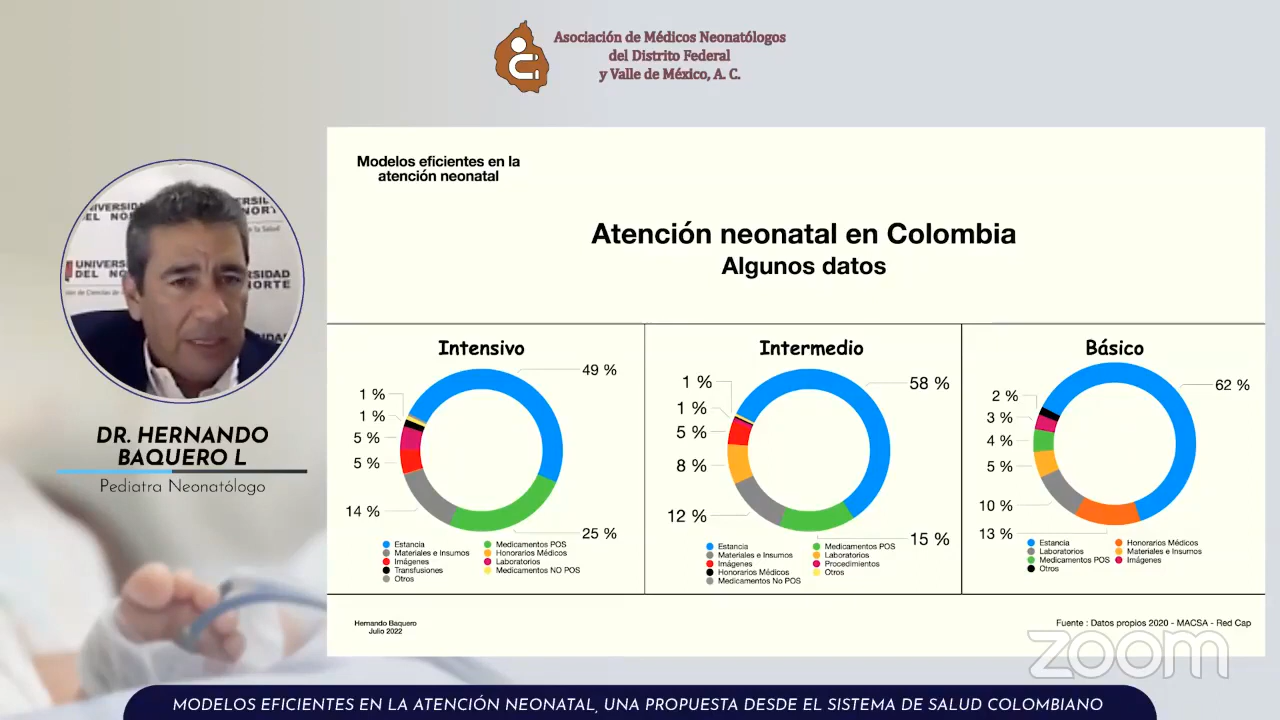 Asociación de Médicos Neonatólogos
del Distrito Federal
y Valle de México, A. C.
Modelos eficientes en la
atención neonatal
Atención neonatal en Colombia
Algunos datos
Intensivo
49 %
1 %
1 %
5 %
5 %
14 %
25 %
Estancia
Medicamentos POS
Materiales e Insumos
Honorarios Médicos
Imágenes
Laboratorios
Transfusiones
Medicamentos NO POS
Otros
Intermedio
58 %
1 %
1 %
5 %
8 %
12 %
15 %
Estancia
Medicamentos POS
Materiales e Insumos
Laboratorios
Imágenes
Procedimientos
Honorarios Médicos
Otros
Medicamentos No POS
Básico
62 %
2 %
3 %
4 %
5 %
10 %
13 %
Estancia
Honorarios Médicos
Laboratorios
Materiales e Insumos
Medicamentos POS
Imágenes
Otros
Hernando Baquero
Julio 2022
Fuente : Datos propios 2020 - MACSA - Red Cap
zoom
UNIVERS
DEL NO
DR. HERNANDO
BAQUERO L
Pediatra Neonatólogo
MODELOS EFICIENTES EN LA ATENCIÓN NEONATAL, UNA PROPUESTA DESDE EL SISTEMA DE SALUD COLOMBIANO